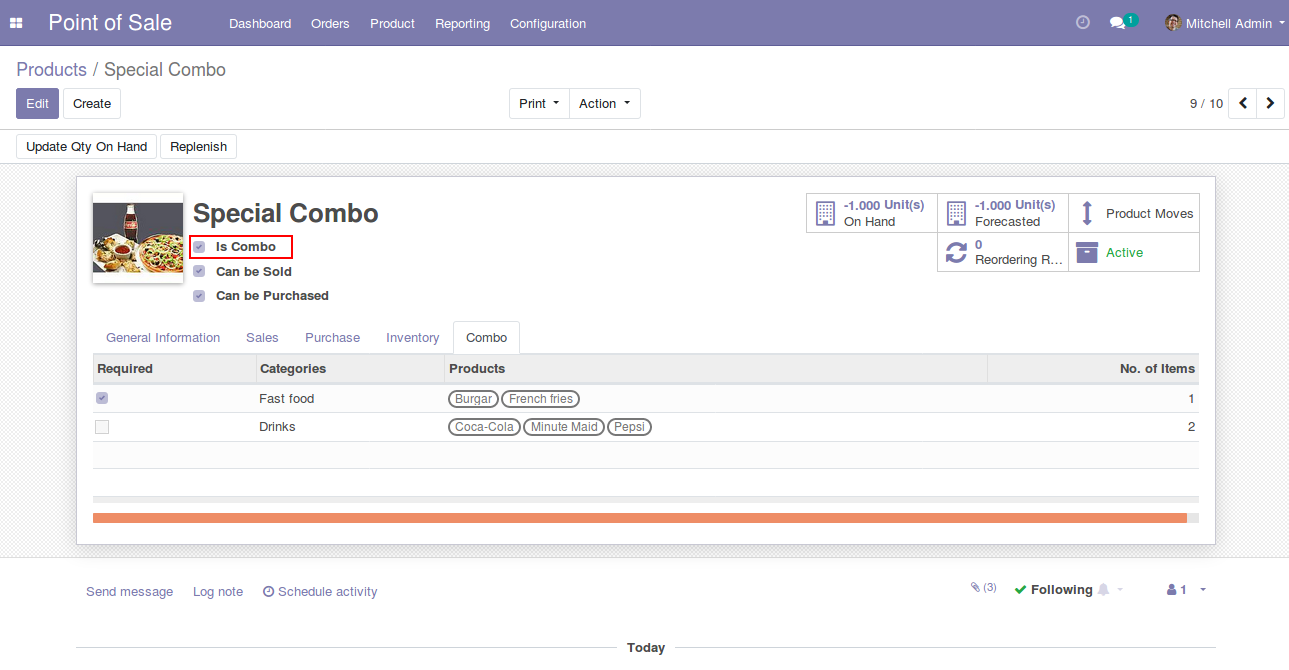 Point of Sale Dashboard Orders Product Reporting Configuration 1 Mitchell Admin
Products / Special Combo
Edit Create Print Action 9 / 10
Update Qty On Hand Replenish
Special Combo
Is Combo
Can be Sold
Can be Purchased
-1.000 Unit(s)
On Hand
-1.000 Unit(s)
Forecasted
Product Moves
0
Reordering R...
Active
General Information Sales Purchase Inventory Combo
Required Categories Products No. of Items
Fast food Burgar French fries 1
Drinks Coca-Cola Minute Maid Pepsi 2
Send message Log note Schedule activity (3) Following 1
Today